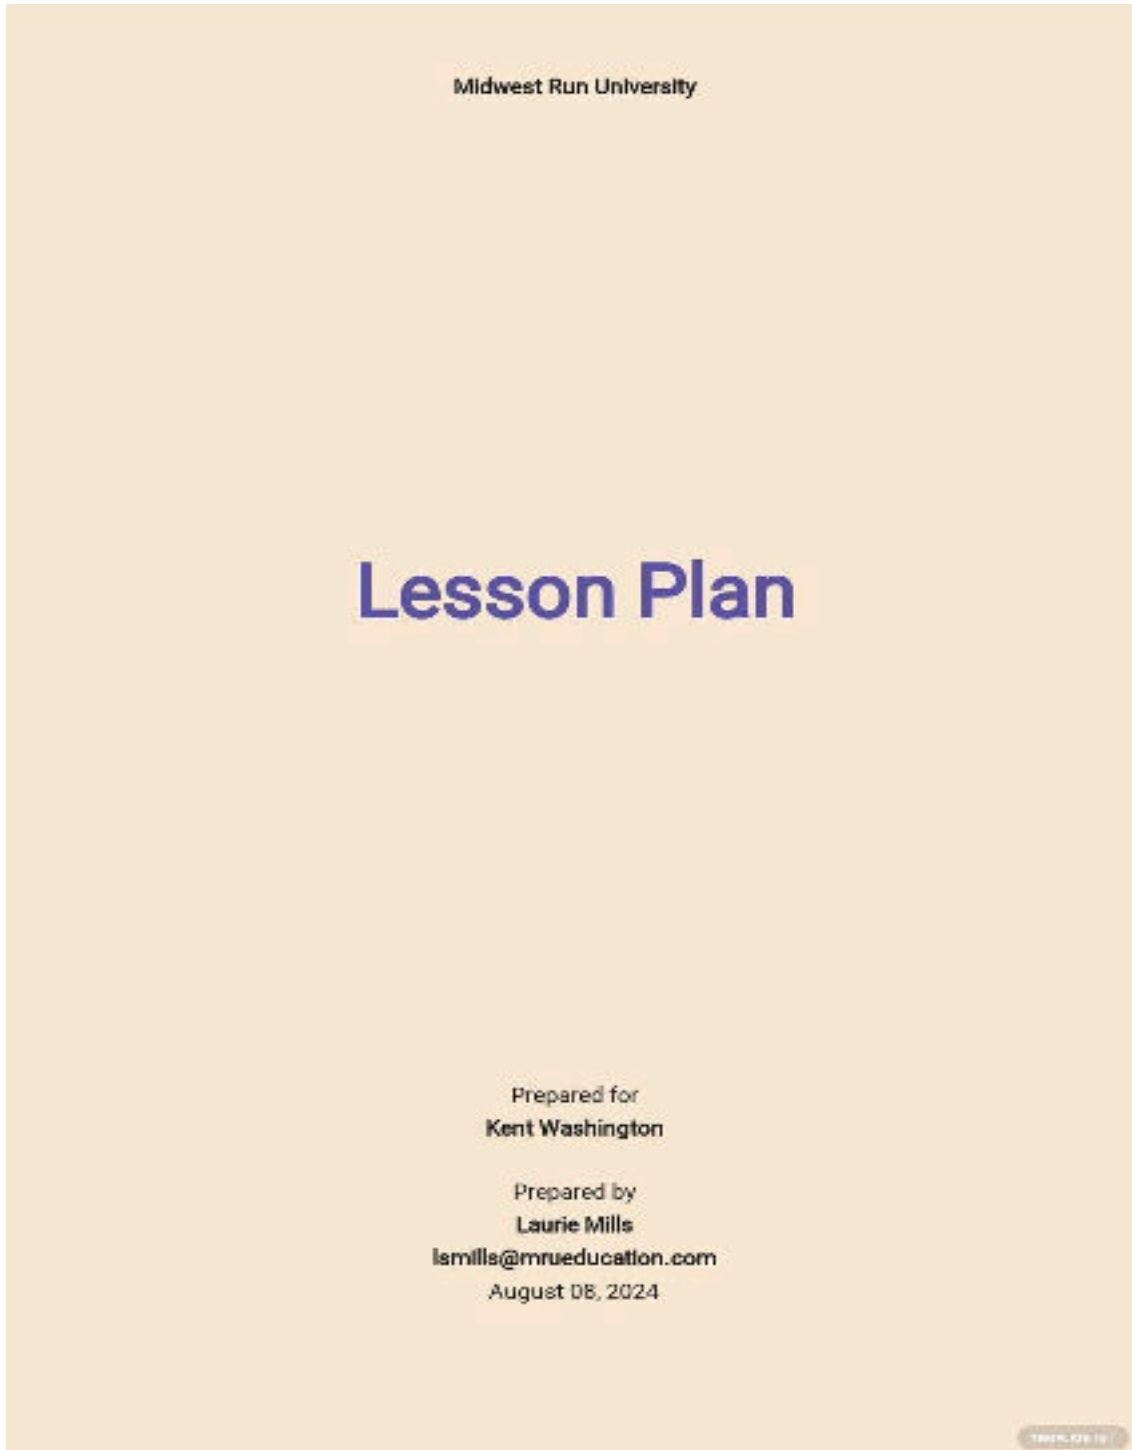 Midwest Run University
Lesson Plan
Prepared for
Kent Washington
Prepared by
Laurie Mills
lsmills@mrueducation.com
August 08, 2024